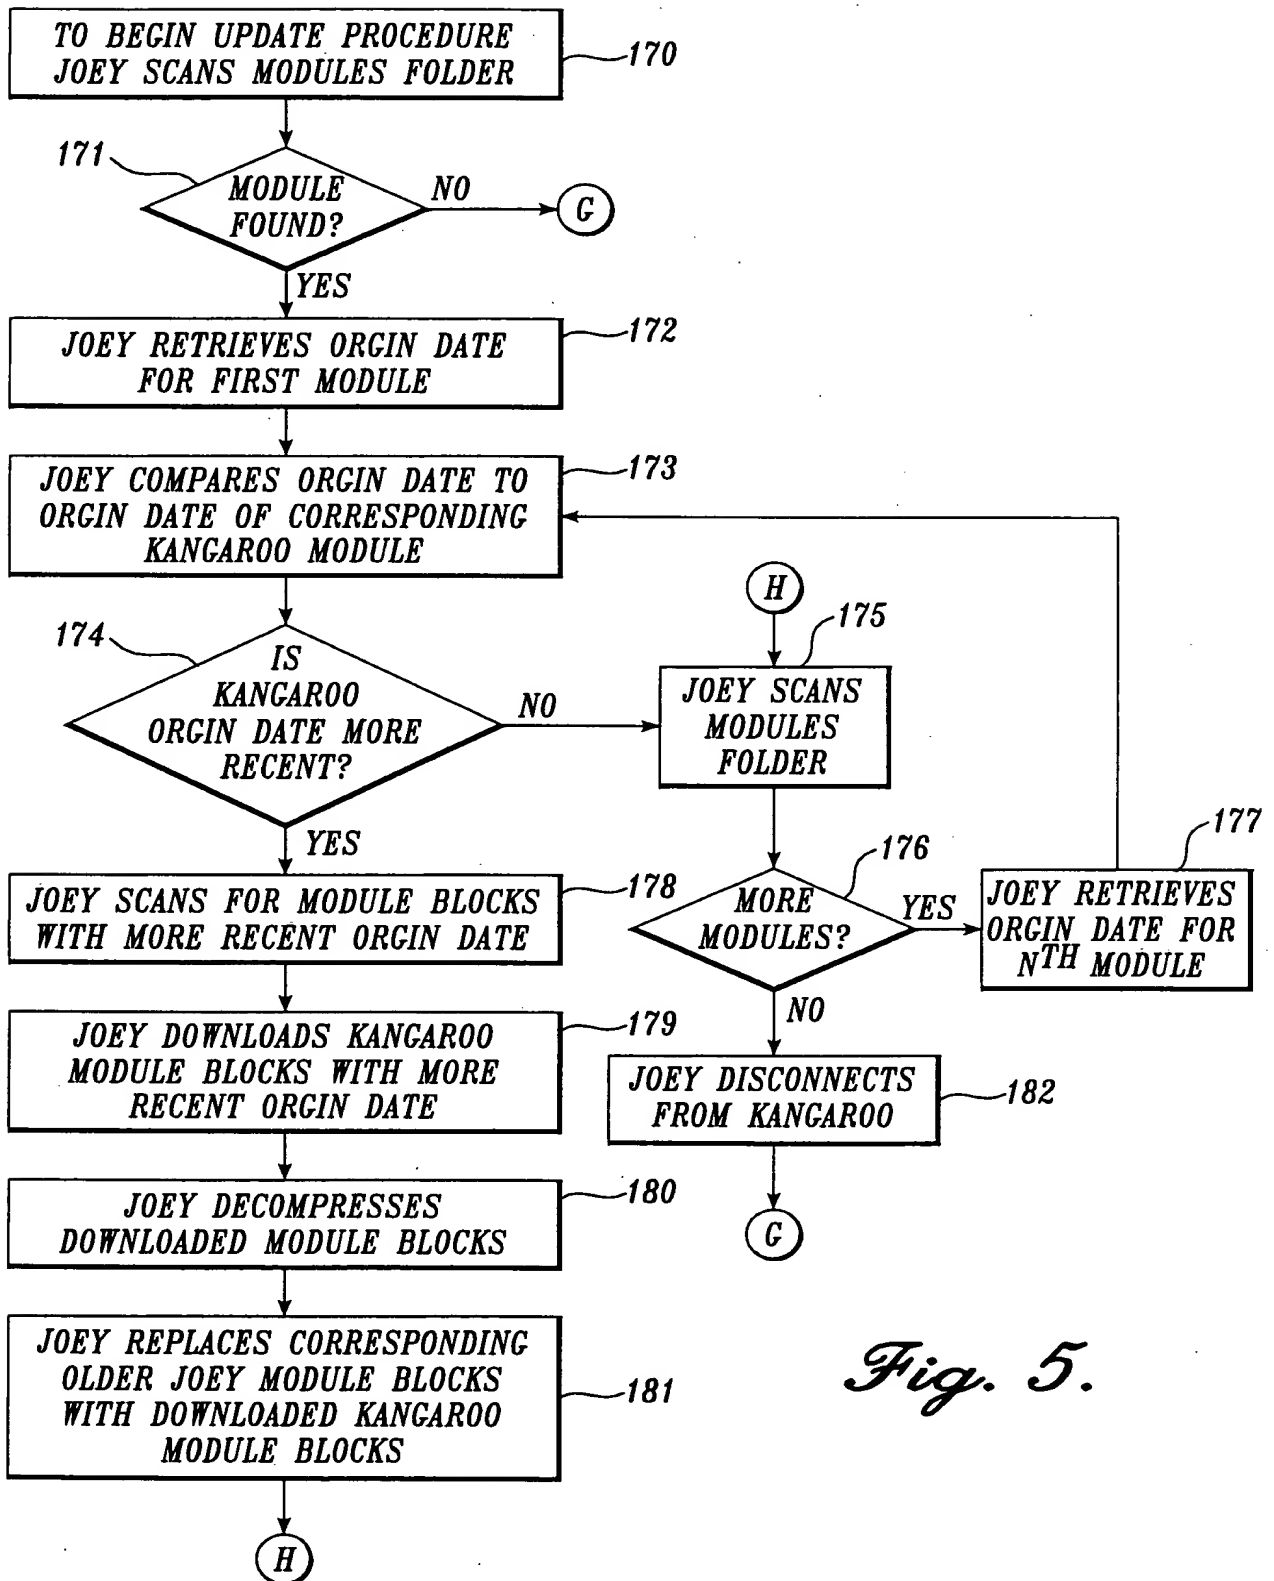 TO BEGIN UPDATE PROCEDURE
JOEY SCANS MODULES FOLDER
170
171
MODULE
FOUND?
NO
G
YES
JOEY RETRIEVES ORGIN DATE
FOR FIRST MODULE
172
JOEY COMPARES ORGIN DATE TO
ORGIN DATE OF CORRESPONDING
KANGAROO MODULE
173
174
IS
KANGAROO
ORGIN DATE MORE
RECENT?
NO
YES
H
175
JOEY SCANS
MODULES
FOLDER
176
MORE
MODULES?
YES
177
JOEY RETRIEVES
ORGIN DATE FOR
NTH MODULE
NO
JOEY DISCONNECTS
FROM KANGAROO
182
G
JOEY SCANS FOR MODULE BLOCKS
WITH MORE RECENT ORGIN DATE
178
JOEY DOWNLOADS KANGAROO
MODULE BLOCKS WITH MORE
RECENT ORGIN DATE
179
JOEY DECOMPRESSES
DOWNLOADED MODULE BLOCKS
180
JOEY REPLACES CORRESPONDING
OLDER JOEY MODULE BLOCKS
WITH DOWNLOADED KANGAROO
MODULE BLOCKS
181
H
Fig. 5.